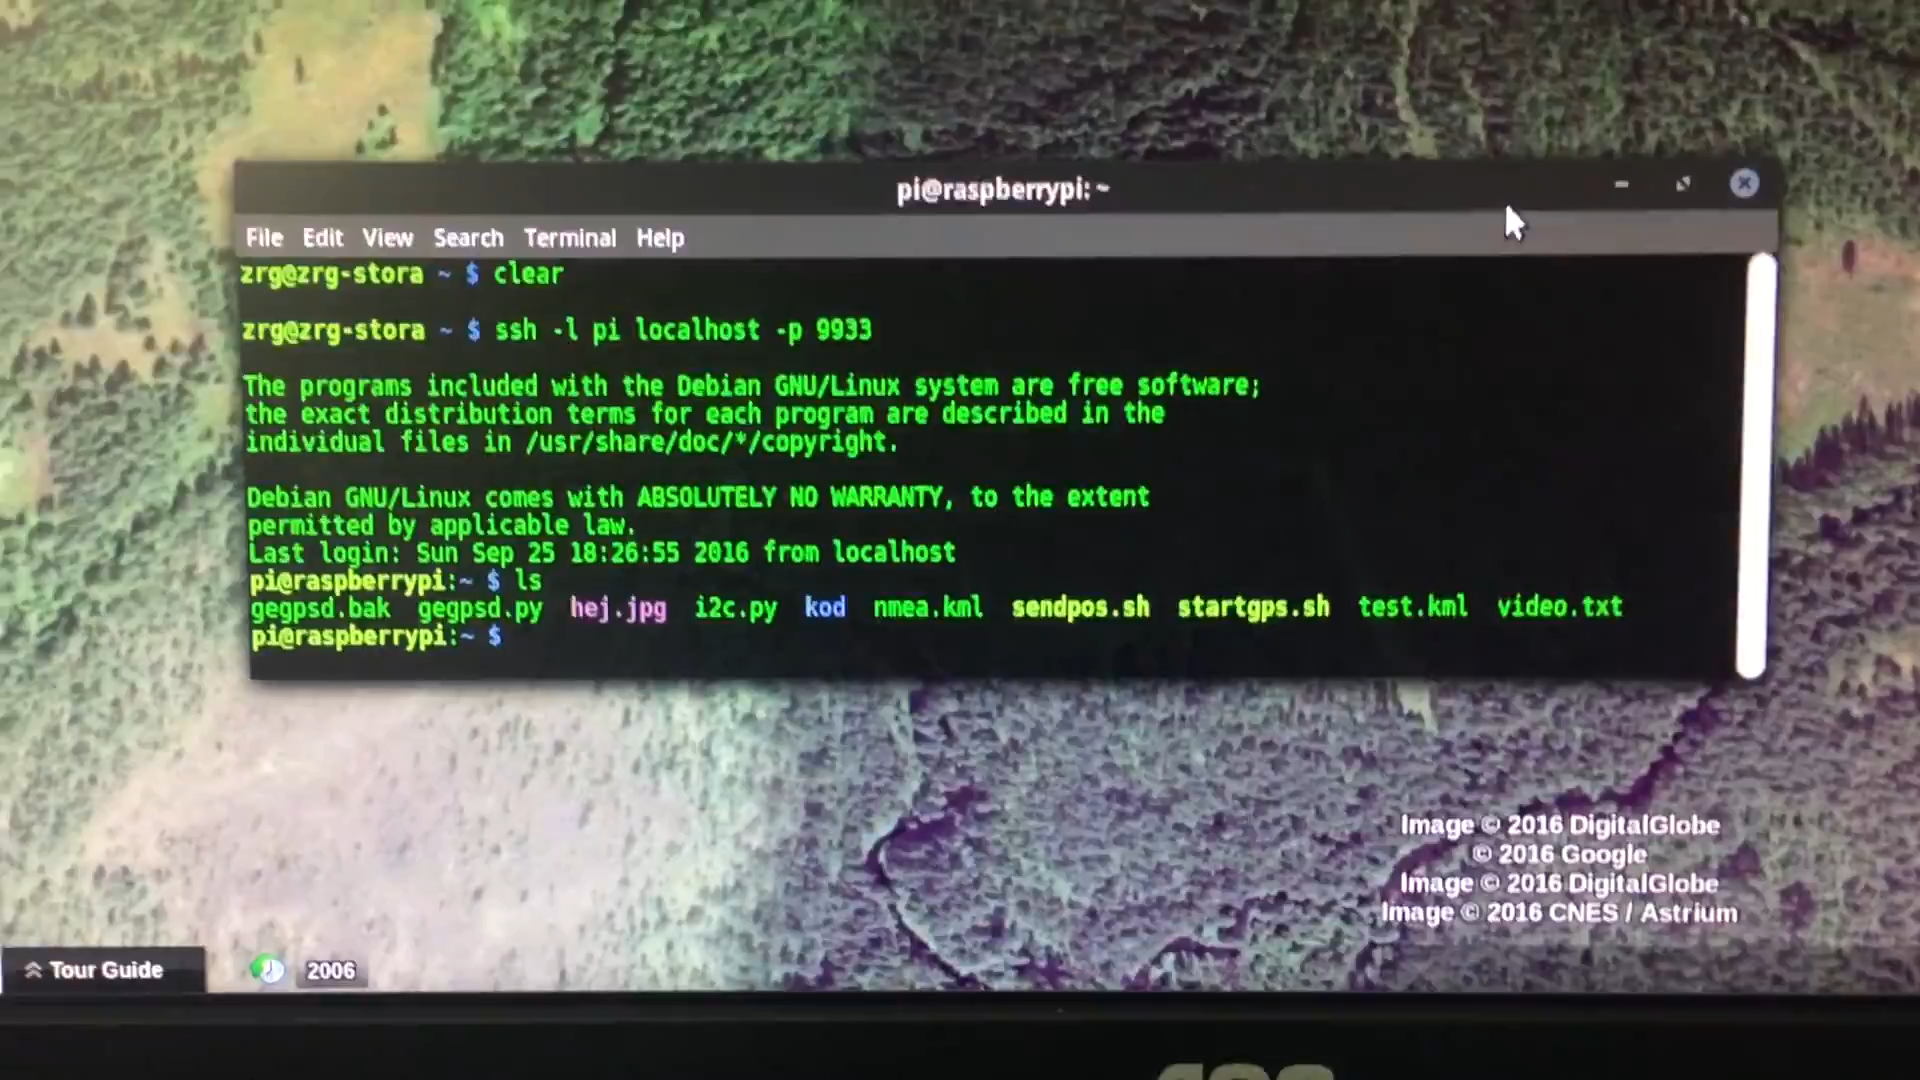 pi@raspberrypi: ~
File Edit View Search Terminal Help
zrg@zrg-stora ~ $ clear
zrg@zrg-stora ~ $ ssh -l pi localhost -p 9933
The programs included with the Debian GNU/Linux system are free software;
the exact distribution terms for each program are described in the
individual files in /usr/share/doc/*/copyright.
Debian GNU/Linux comes with ABSOLUTELY NO WARRANTY, to the extent
permitted by applicable law.
Last login: Sun Sep 25 18:26:55 2016 from localhost
pi@raspberrypi:~ $ ls
gegpsd.bak gegpsd.py hej.jpg i2c.py kod nmea.kml sendpos.sh startgps.sh test.kml video.txt
pi@raspberrypi:~ $
Image © 2016 DigitalGlobe
© 2016 Google
Image © 2016 DigitalGlobe
Image © 2016 CNES / Astrium
Tour Guide
2006